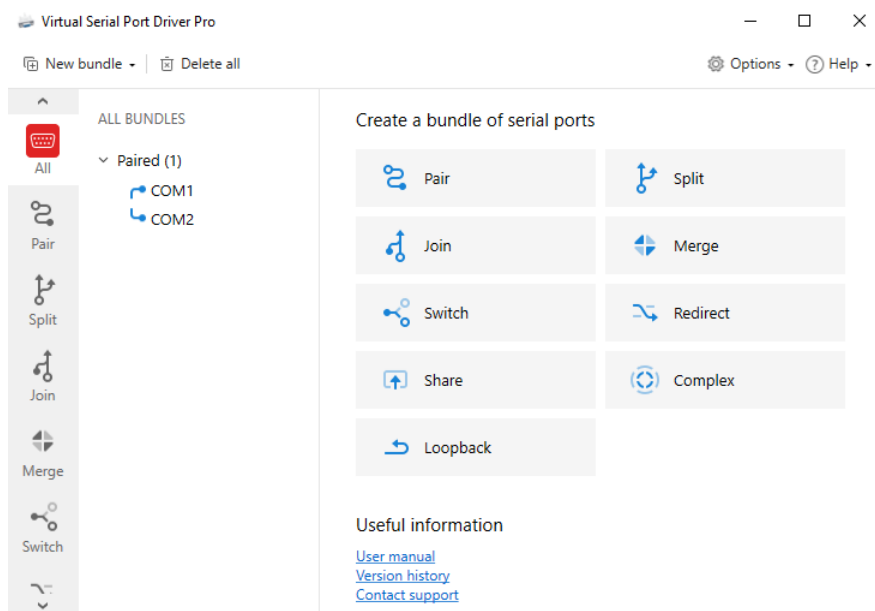 Virtual Serial Port Driver Pro
New bundle
Delete all
Options
Help
All
Pair
Split
Join
Merge
Switch
ALL BUNDLES
Paired (1)
COM1
COM2
Create a bundle of serial ports
Pair
Split
Join
Merge
Switch
Redirect
Share
Complex
Loopback
Useful information
User manual
Version history
Contact support